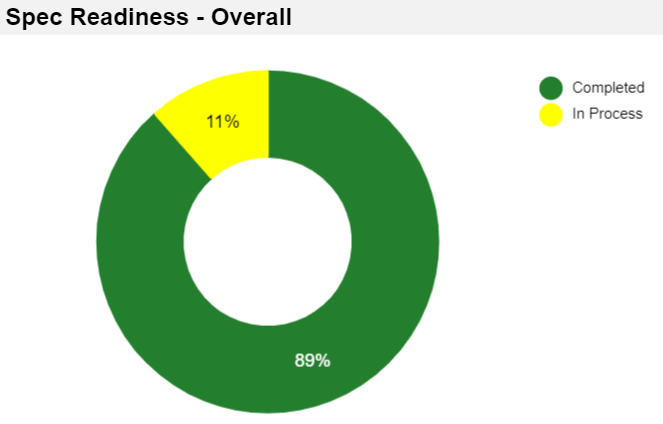 Spec Readiness - Overall
Completed
In Process
11%
89%